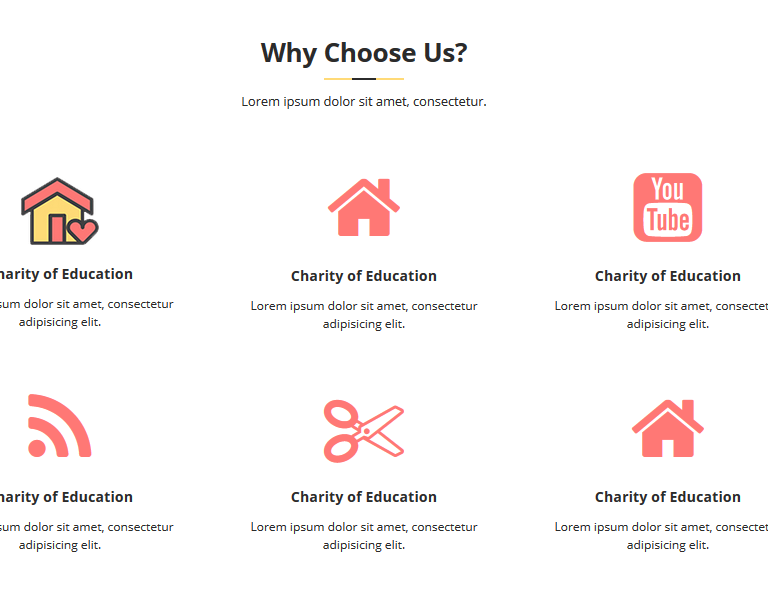 Why Choose Us?
Lorem ipsum dolor sit amet, consectetur.
You
Tube
harity of Education
Charity of Education
Charity of Education
sum dolor sit amet, consectetur
adipisicing elit.
Lorem ipsum dolor sit amet, consectetur
adipisicing elit.
Lorem ipsum dolor sit amet, consectet
adipisicing elit.
harity of Education
Charity of Education
Charity of Education
sum dolor sit amet, consectetur
adipisicing elit.
Lorem ipsum dolor sit amet, consectetur
adipisicing elit.
Lorem ipsum dolor sit amet, consectet
adipisicing elit.